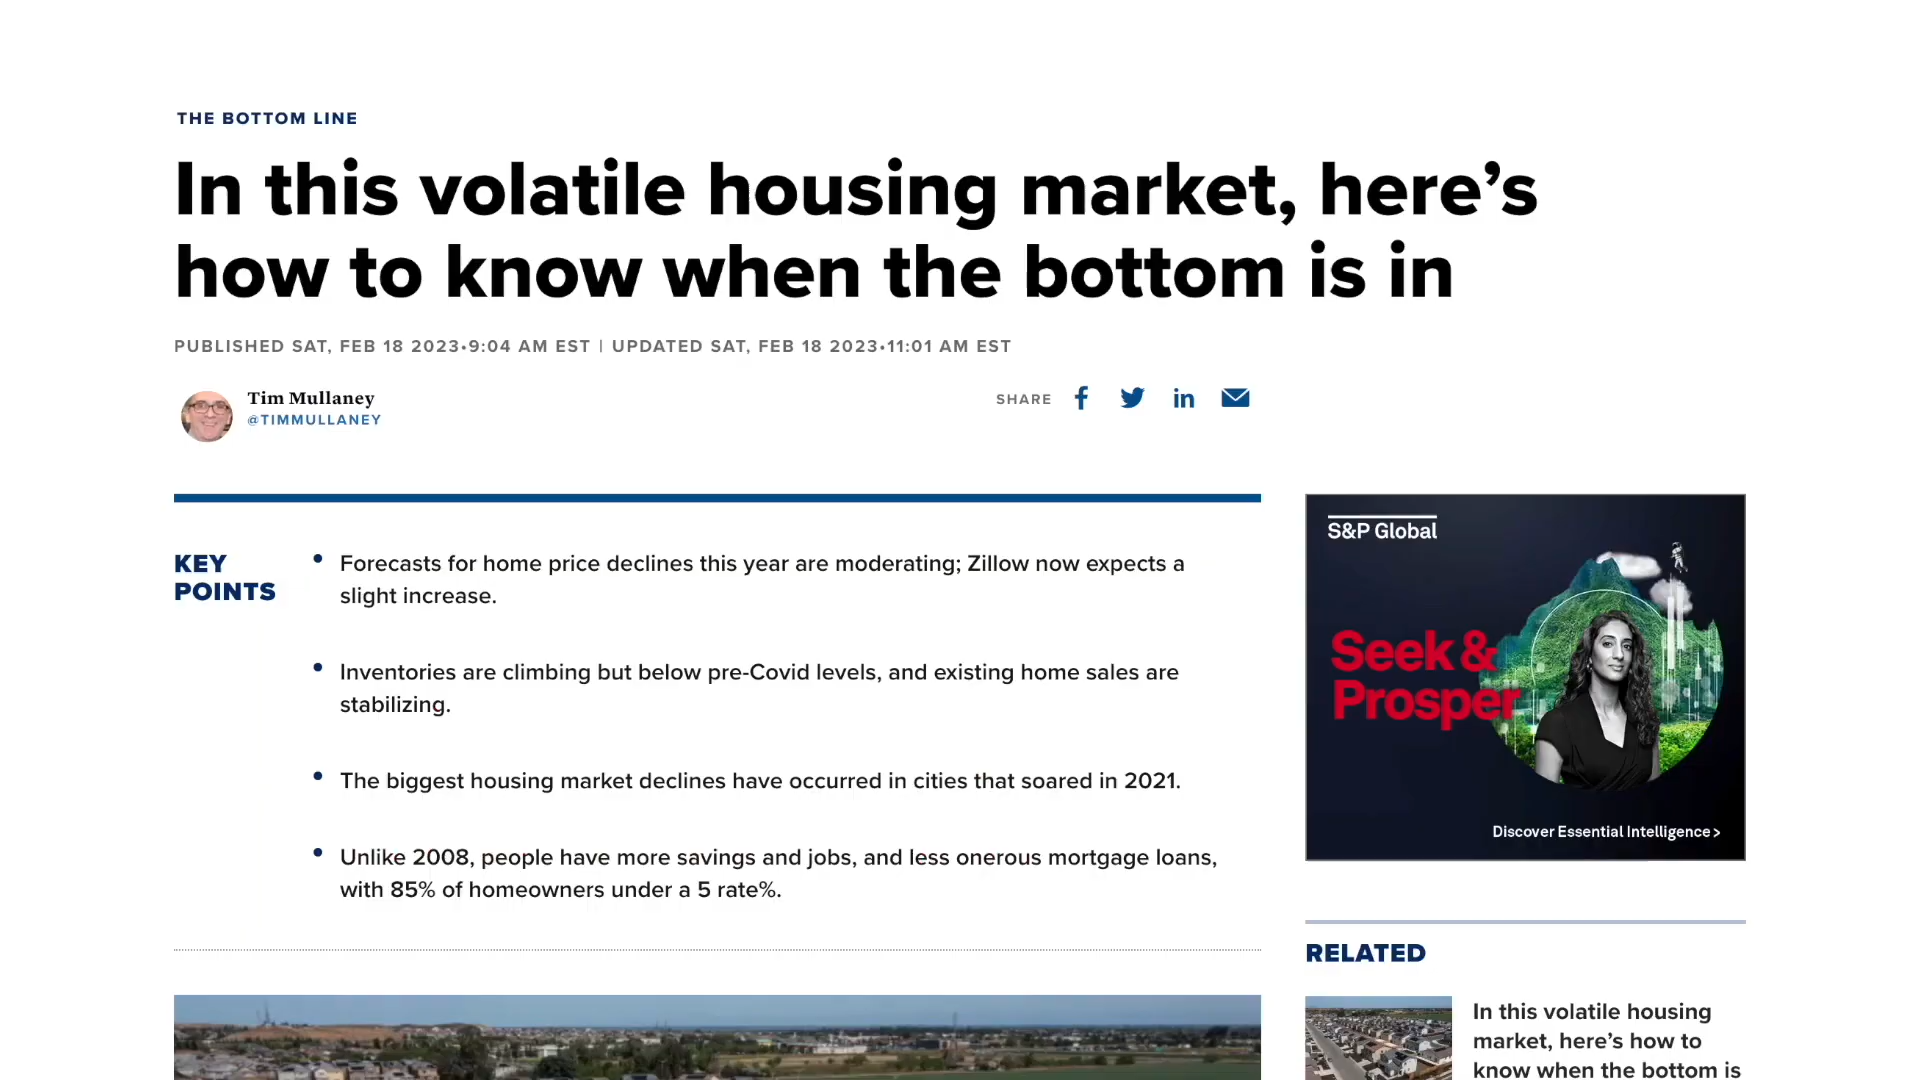 THE BOTTOM LINE
In this volatile housing market, here’s
how to know when the bottom is in
PUBLISHED SAT, FEB 18 2023•9:04 AM EST | UPDATED SAT, FEB 18 2023•11:01 AM EST
Tim Mullaney
@TIMMULLANEY
SHARE
KEY
POINTS
Forecasts for home price declines this year are moderating; Zillow now expects a
slight increase.
Inventories are climbing but below pre-Covid levels, and existing home sales are
stabilizing.
The biggest housing market declines have occurred in cities that soared in 2021.
Unlike 2008, people have more savings and jobs, and less onerous mortgage loans,
with 85% of homeowners under a 5 rate%.
S&P Global
Seek &
Prosper
Discover Essential Intelligence >
RELATED
In this volatile housing
market, here’s how to
know when the bottom is